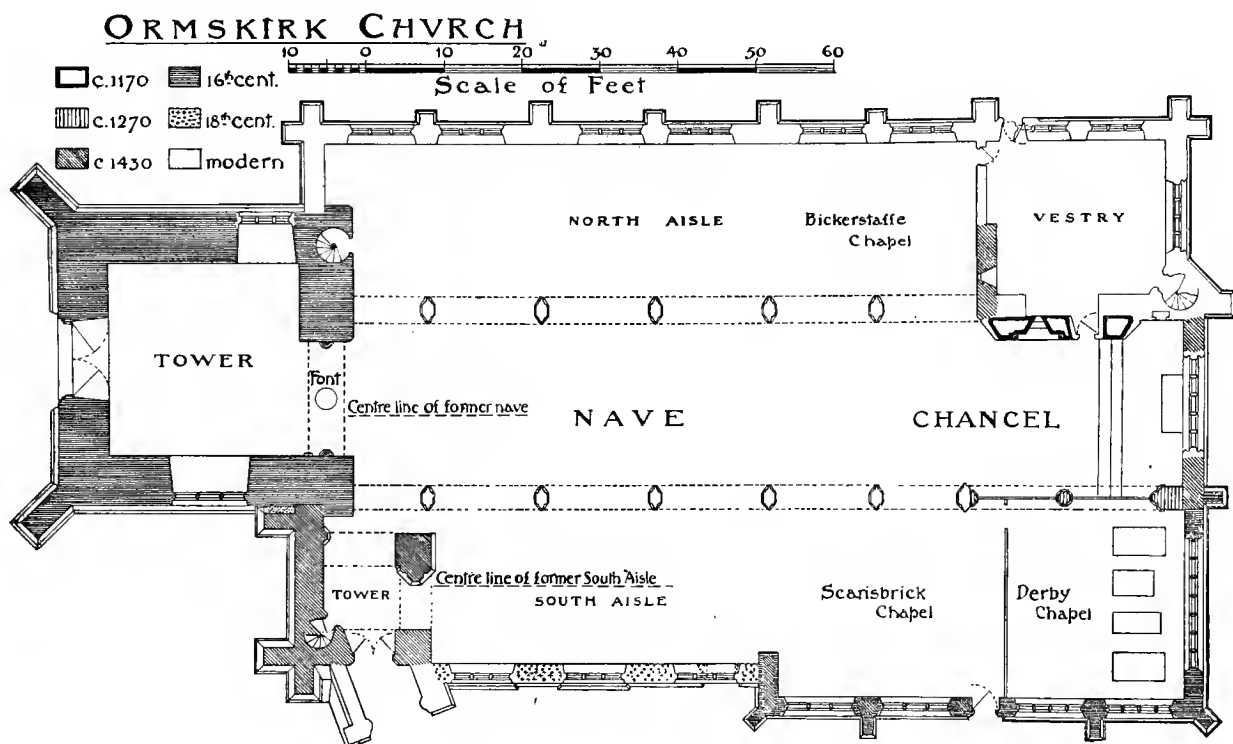 ORMSKIRK CHVRCH
10 0 10 20 30 40 50 60
Scale of Feet
c.1170
16th cent.
c.1270
18th cent.
c 1430
modern
NORTH AISLE
Bickerstaffe
Chapel
VESTRY
TOWER
Font
Centre line of former nave
NAVE
CHANCEL
Centre line of former South Aisle
TOWER
SOUTH AISLE
Scarisbrick
Chapel
Derby
Chapel